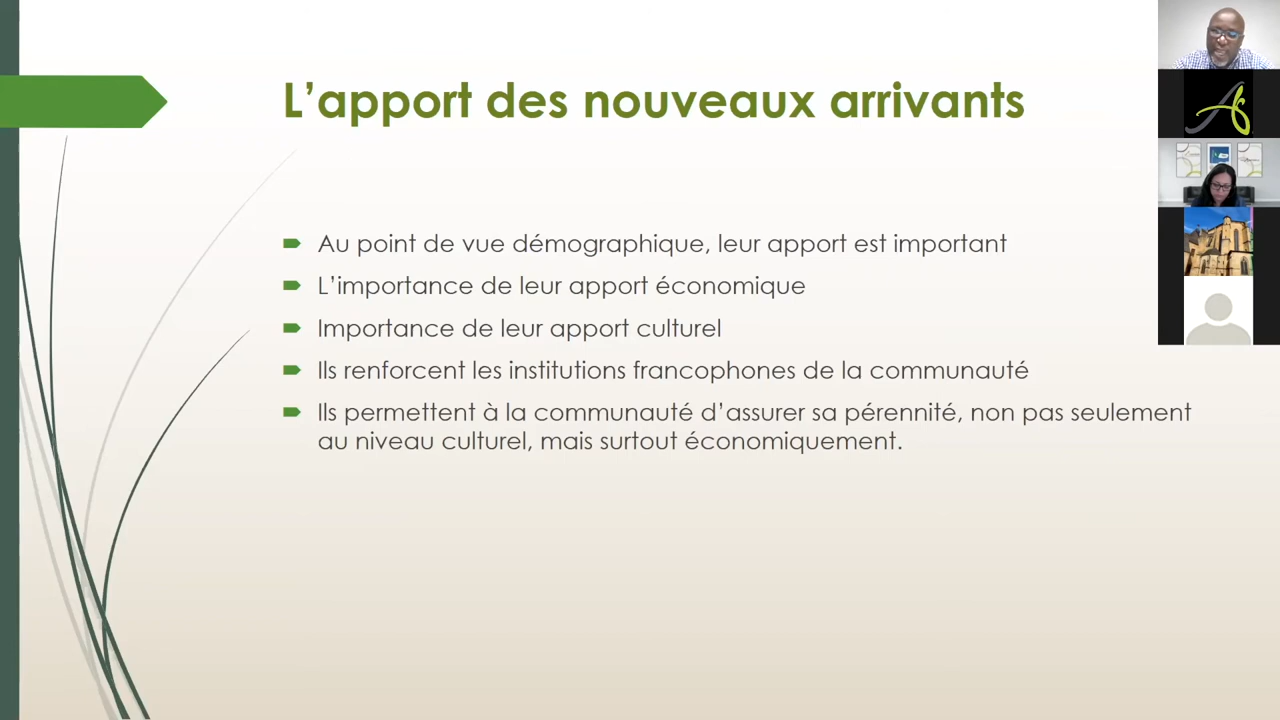 L’apport des nouveaux arrivants
Au point de vue démographique, leur apport est important
L’importance de leur apport économique
Importance de leur apport culturel
Ils renforcent les institutions francophones de la communauté
Ils permettent à la communauté d’assurer sa pérennité, non pas seulement
au niveau culturel, mais surtout économiquement.